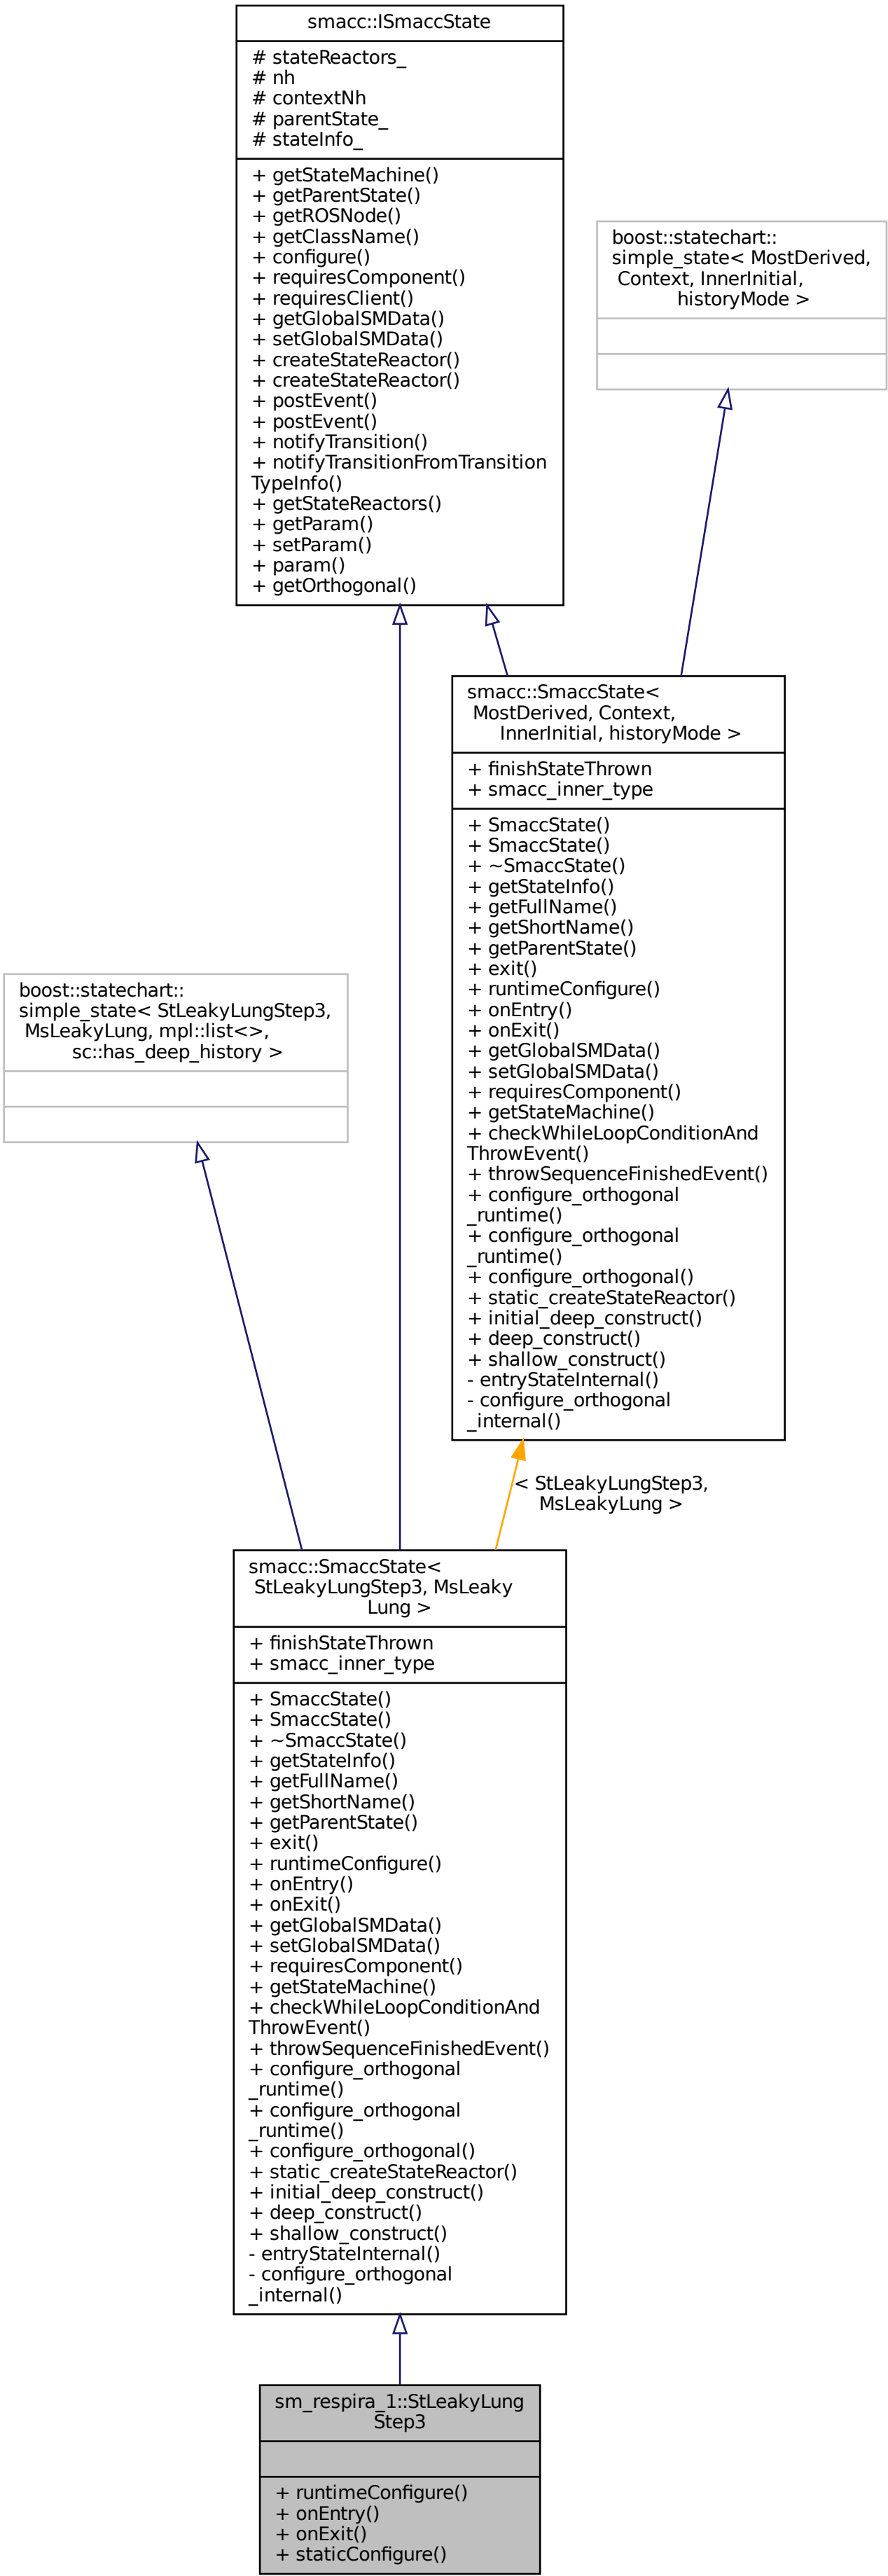 smacc::ISmaccState
# stateReactors_
# nh
# contextNh
# parentState_
# stateInfo_
+ getStateMachine()
+ getParentState()
+ getROSNode()
+ getClassName()
+ configure()
+ requiresComponent()
+ requiresClient()
+ getGlobalSMData()
+ setGlobalSMData()
+ createStateReactor()
+ createStateReactor()
+ postEvent()
+ postEvent()
+ notifyTransition()
+ notifyTransitionFromTransition
TypeInfo()
+ getStateReactors()
+ getParam()
+ setParam()
+ param()
+ getOrthogonal()
boost::statechart::
simple_state< MostDerived,
Context, InnerInitial,
historyMode >
smacc::SmaccState<
MostDerived, Context,
InnerInitial, historyMode >
+ finishStateThrown
+ smacc_inner_type
+ SmaccState()
+ SmaccState()
+ ~SmaccState()
+ getStateInfo()
+ getFullName()
+ getShortName()
+ getParentState()
+ exit()
+ runtimeConfigure()
+ onEntry()
+ onExit()
+ getGlobalSMData()
+ setGlobalSMData()
+ requiresComponent()
+ getStateMachine()
+ checkWhileLoopConditionAnd
ThrowEvent()
+ throwSequenceFinishedEvent()
+ configure_orthogonal
_runtime()
+ configure_orthogonal
_runtime()
+ configure_orthogonal()
+ static_createStateReactor()
+ initial_deep_construct()
+ deep_construct()
+ shallow_construct()
- entryStateInternal()
- configure_orthogonal
_internal()
boost::statechart::
simple_state< StLeakyLungStep3,
MsLeakyLung, mpl::list<>,
sc::has_deep_history >
< StLeakyLungStep3,
MsLeakyLung >
smacc::SmaccState<
StLeakyLungStep3, MsLeaky
Lung >
+ finishStateThrown
+ smacc_inner_type
+ SmaccState()
+ SmaccState()
+ ~SmaccState()
+ getStateInfo()
+ getFullName()
+ getShortName()
+ getParentState()
+ exit()
+ runtimeConfigure()
+ onEntry()
+ onExit()
+ getGlobalSMData()
+ setGlobalSMData()
+ requiresComponent()
+ getStateMachine()
+ checkWhileLoopConditionAnd
ThrowEvent()
+ throwSequenceFinishedEvent()
+ configure_orthogonal
_runtime()
+ configure_orthogonal
_runtime()
+ configure_orthogonal()
+ static_createStateReactor()
+ initial_deep_construct()
+ deep_construct()
+ shallow_construct()
- entryStateInternal()
- configure_orthogonal
_internal()
sm_respira_1::StLeakyLung
Step3
+ runtimeConfigure()
+ onEntry()
+ onExit()
+ staticConfigure()